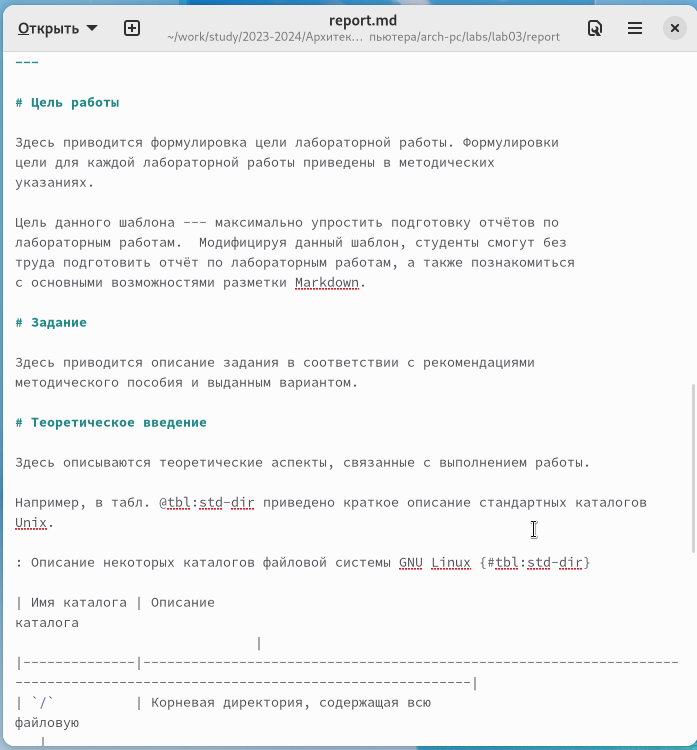 Открыть
report.md
~/work/study/2023-2024/Архитек... пьютера/arch-pc/labs/lab03/report
---
# Цель работы
Здесь приводится формулировка цели лабораторной работы. Формулировки
цели для каждой лабораторной работы приведены в методических
указаниях.
Цель данного шаблона --- максимально упростить подготовку отчётов по
лабораторным работам.  Модифицируя данный шаблон, студенты смогут без
труда подготовить отчёт по лабораторным работам, а также познакомиться
с основными возможностями разметки Markdown.
# Задание
Здесь приводится описание задания в соответствии с рекомендациями
методического пособия и выданным вариантом.
# Теоретическое введение
Здесь описываются теоретические аспекты, связанные с выполнением работы.
Например, в табл. @tbl:std-dir приведено краткое описание стандартных каталогов
Unix.
: Описание некоторых каталогов файловой системы GNU Linux {#tbl:std-dir}
| Имя каталога | Описание
каталога
|
|--------------|-------------------------------------------------------------------
---------------------------------------------------------|
| `/`          | Корневая директория, содержащая всю
файловую
|